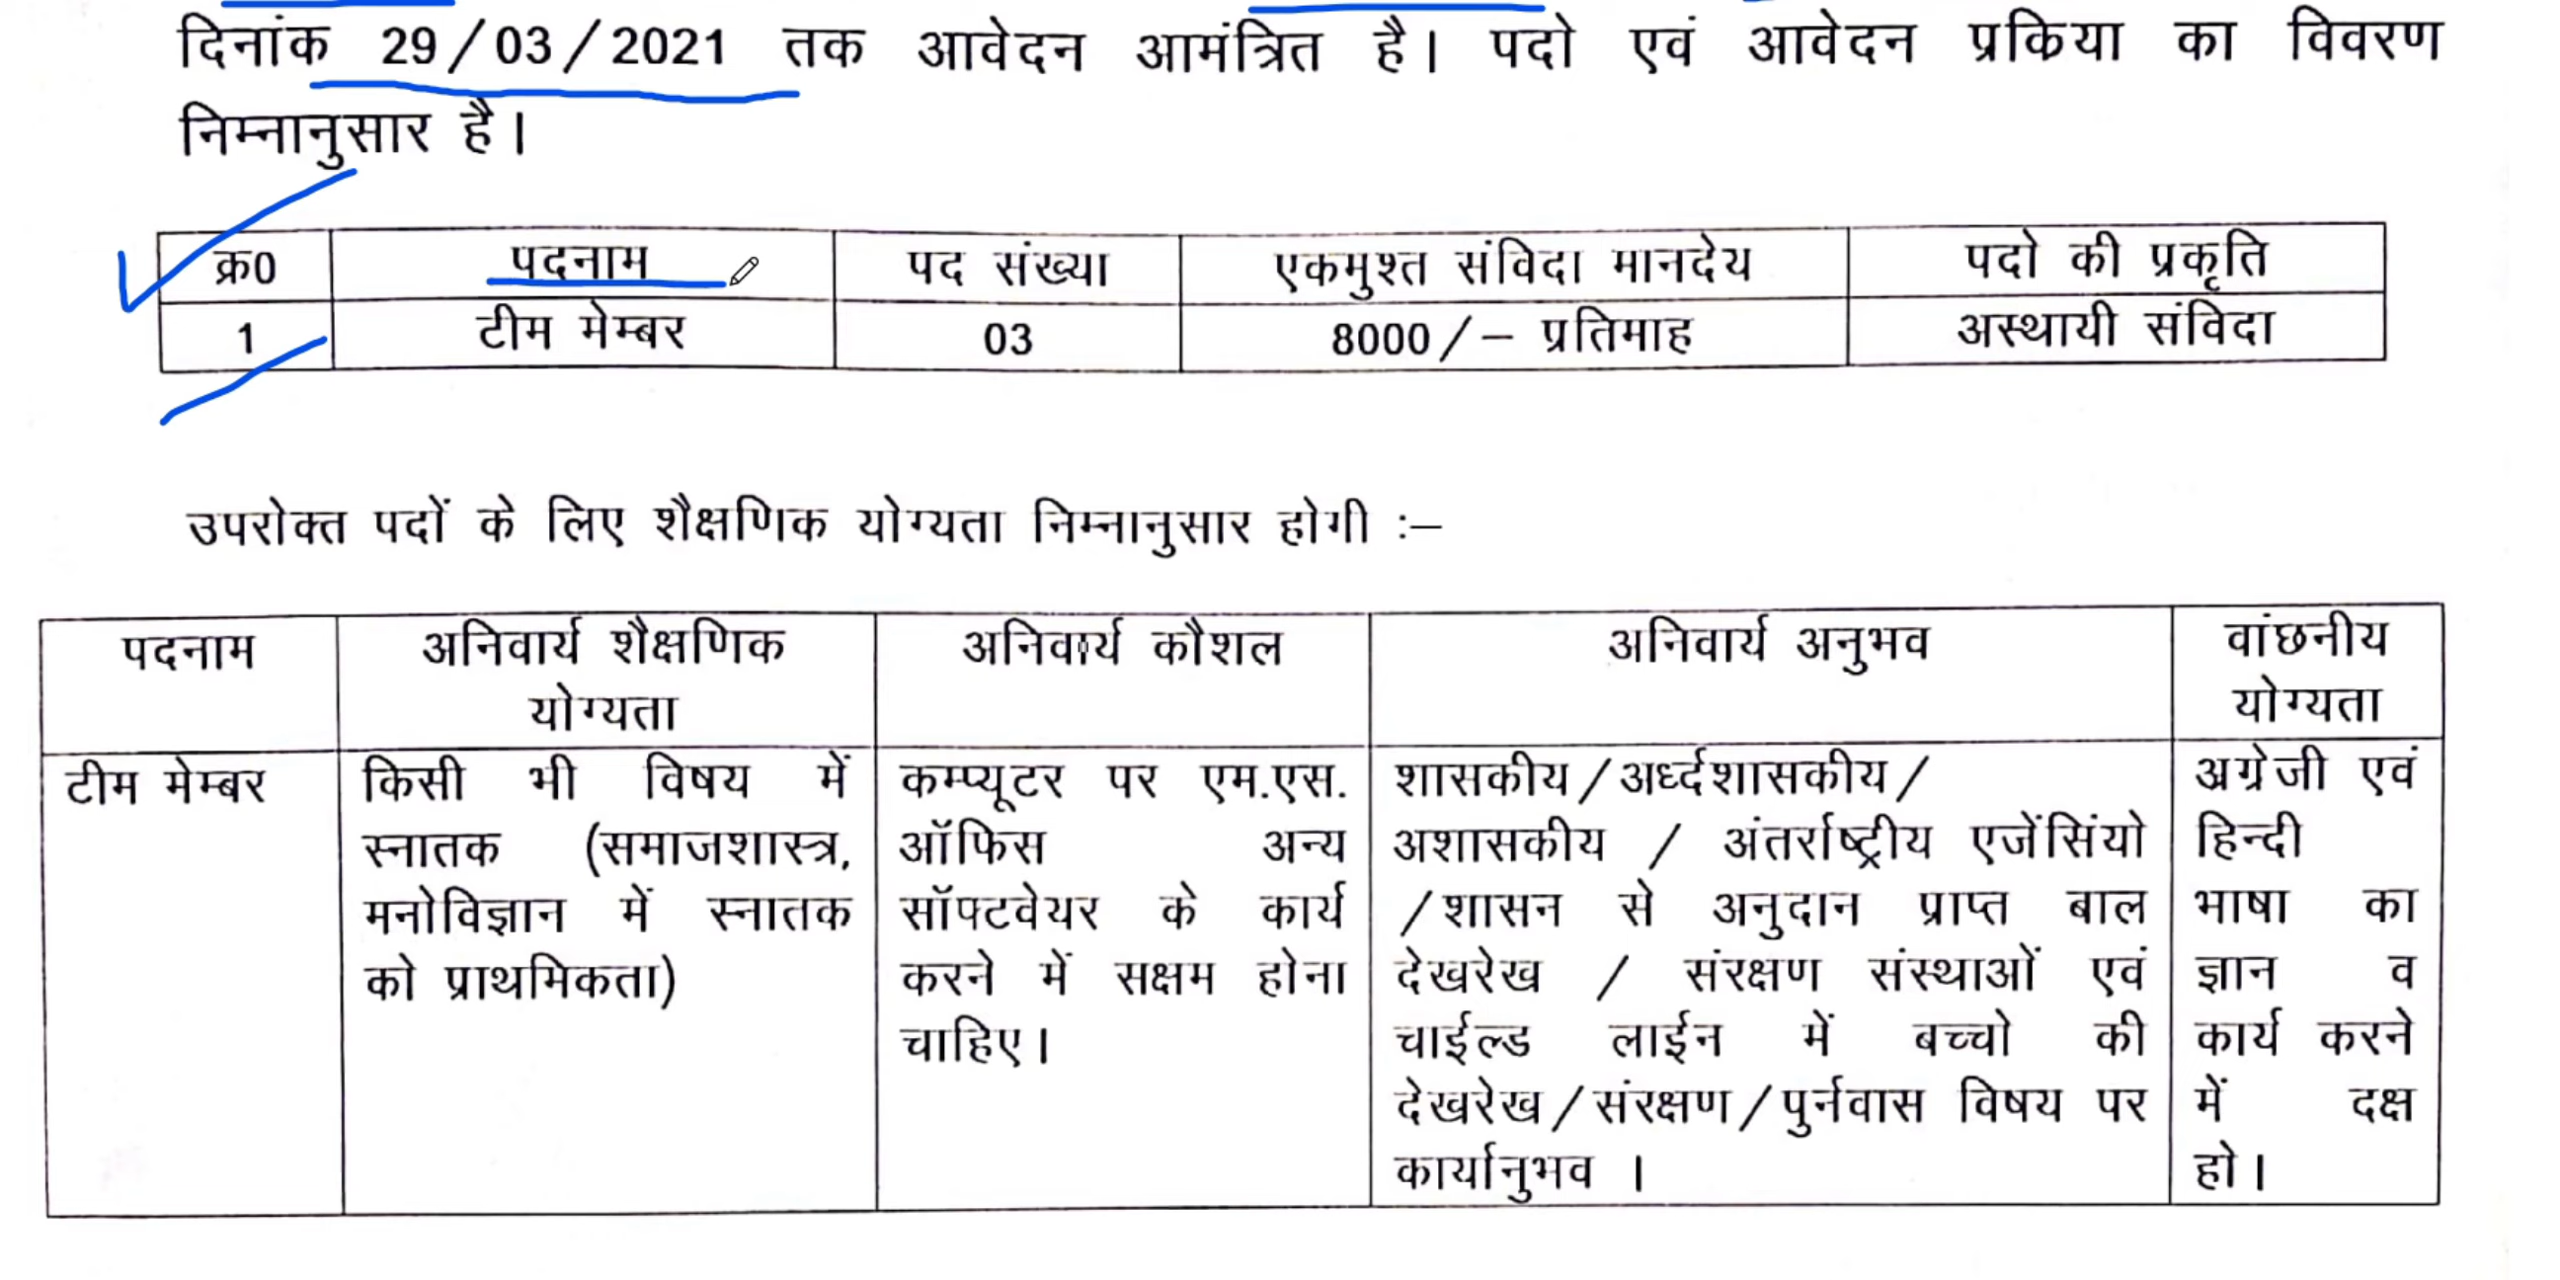 दिनांक 29/03/2021 तक आवेदन आमंत्रित है। पदो एवं आवेदन प्रकिया का विवरण
निम्नानुसार है।
क्र0 पदनाम पद संख्या एकमुश्त संविदा मानदेय पदो की प्रकृति
1 टीम मेम्बर 03 8000/– प्रतिमाह अस्थायी संविदा
उपरोक्त पदों के लिए शैक्षणिक योग्यता निम्नानुसार होगी :–
पदनाम
अनिवार्य शैक्षणिक
योग्यता
अनिवार्य कौशल
अनिवार्य अनुभव
वांछनीय
योग्यता
टीम मेम्बर
किसी भी विषय में
स्नातक (समाजशास्त्र,
मनोविज्ञान में स्नातक
को प्राथमिकता)
कम्प्यूटर पर एम.एस.
ऑफिस अन्य
सॉफ्टवेयर के कार्य
करने में सक्षम होना
चाहिए।
शासकीय/अर्ध्दशासकीय/
अशासकीय / अंतर्राष्ट्रीय एजेंसिंयो
/शासन से अनुदान प्राप्त बाल
देखरेख / संरक्षण संस्थाओं एवं
चाईल्ड लाईन में बच्चो की
देखरेख/संरक्षण/पुर्नवास विषय पर
कार्यानुभव ।
अग्रेजी एवं
हिन्दी
भाषा का
ज्ञान व
कार्य करने
में दक्ष
हो।